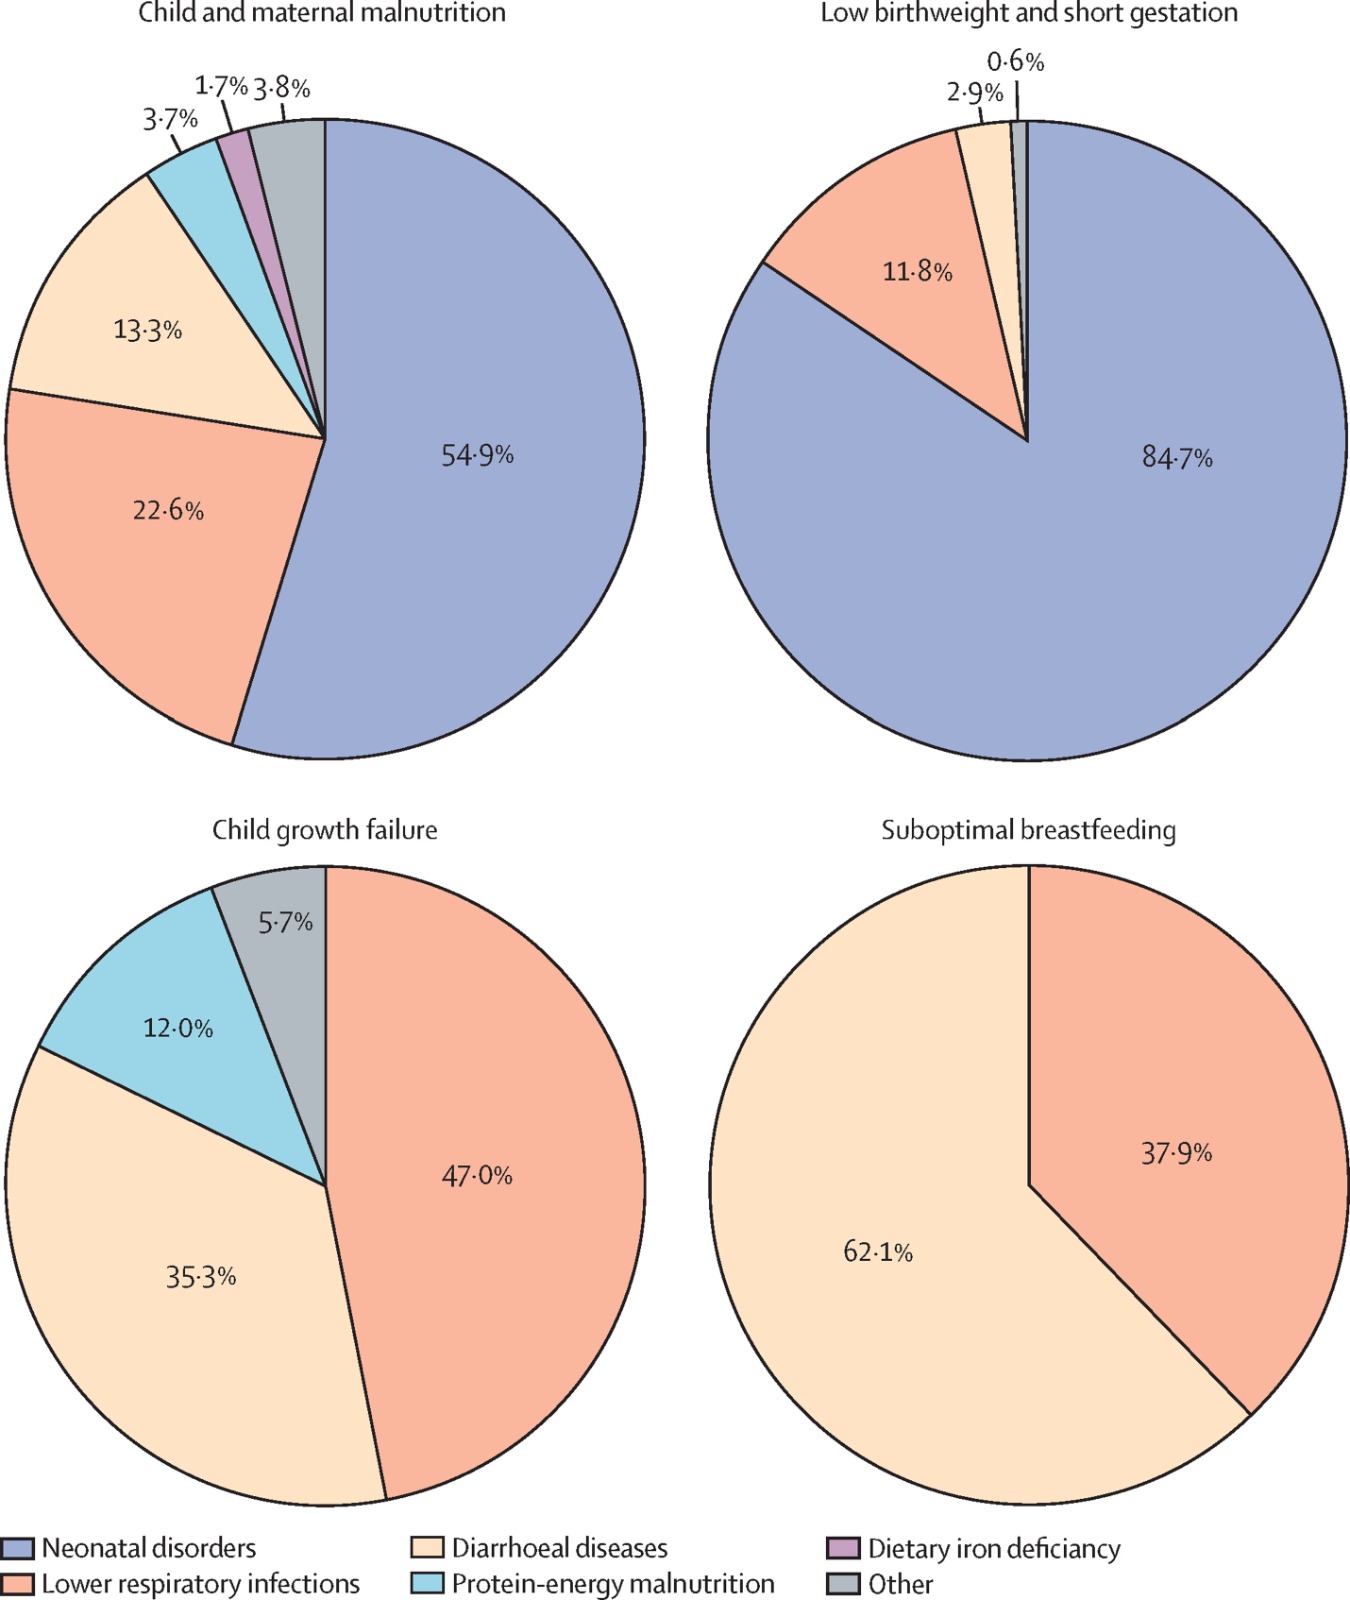 Child and maternal malnutrition
3·7%
1·7%
3·8%
13·3%
54·9%
22·6%
Low birthweight and short gestation
0·6%
2·9%
11·8%
84·7%
Child growth failure
5·7%
12·0%
47·0%
35·3%
Suboptimal breastfeeding
37·9%
62·1%
Neonatal disorders
Lower respiratory infections
Diarrhoeal diseases
Protein-energy malnutrition
Dietary iron deficiancy
Other